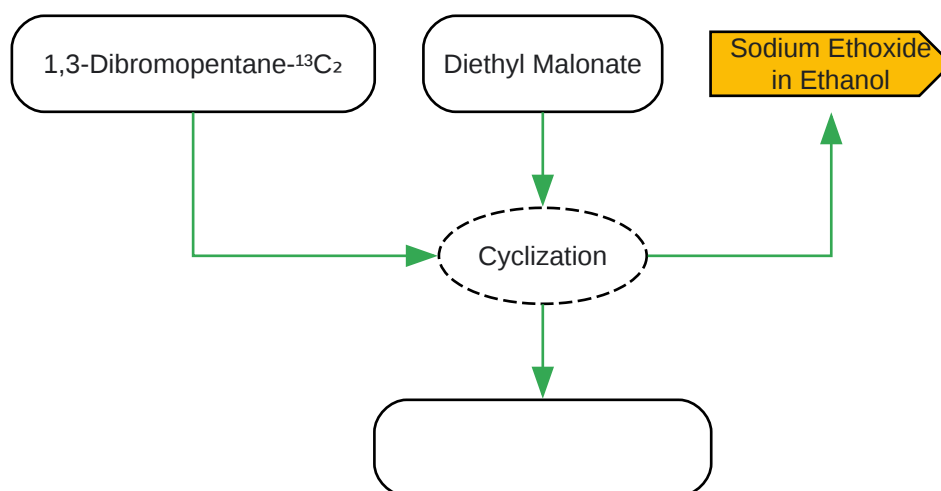 1,3-Dibromopentane-¹³C₂
Diethyl Malonate
Sodium Ethoxide
in Ethanol
Cyclization